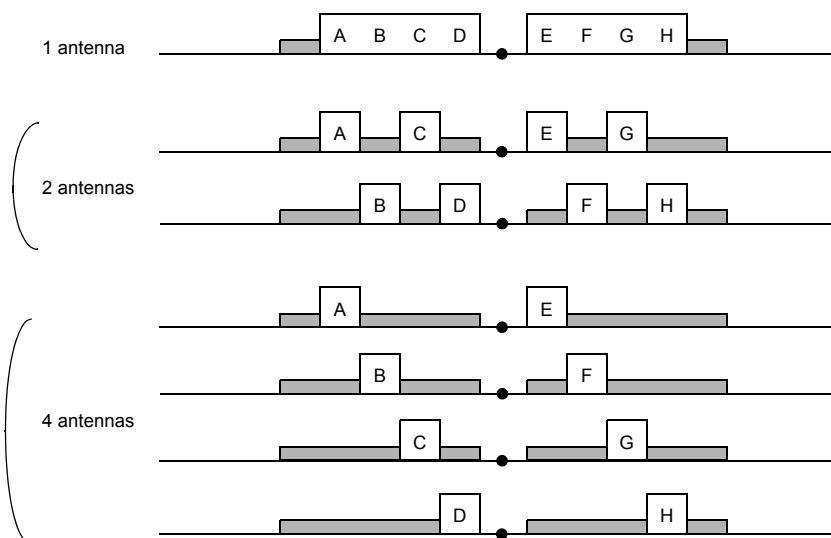 1 antenna A B C D E F G H
A C E G
2 antennas
B D F H
A E
B F
4 antennas
C G
D H